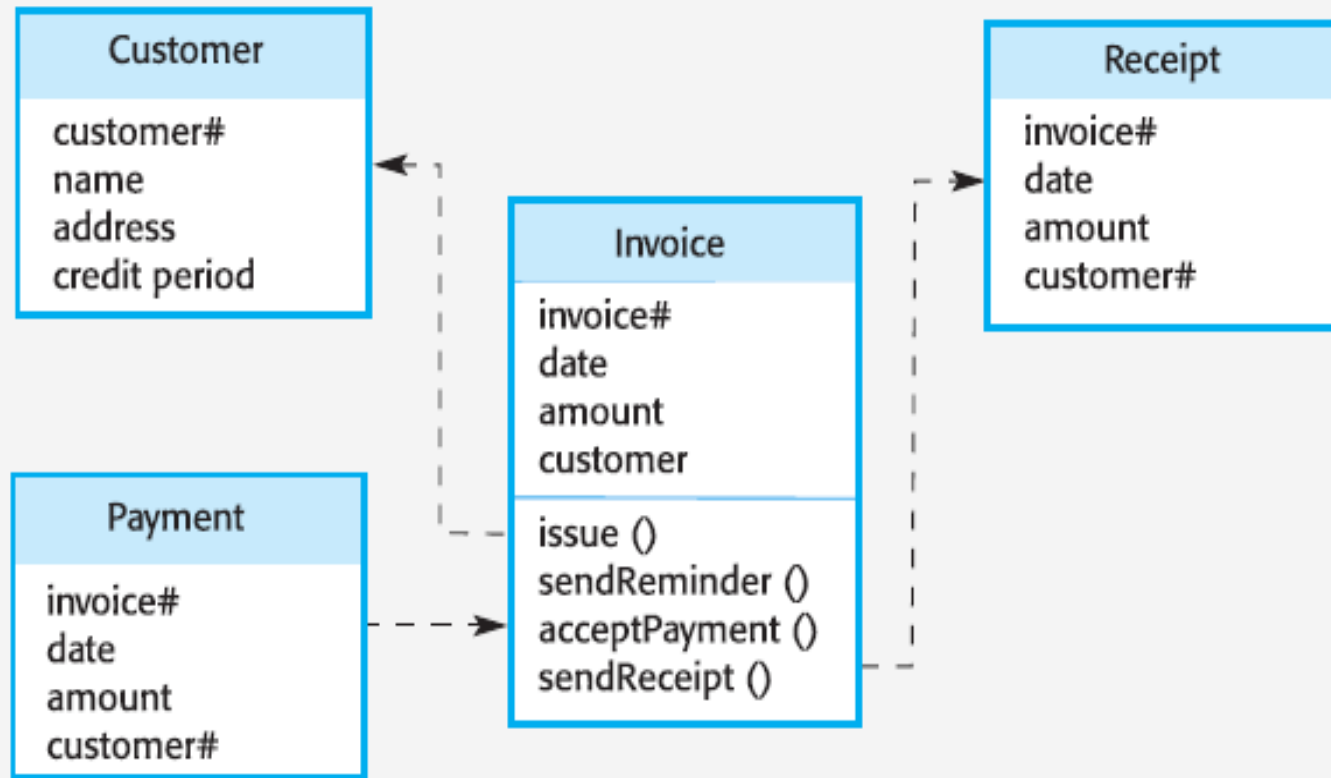 Customer
customer#
name
address
credit period
Receipt
invoice#
date
amount
customer#
Invoice
invoice#
date
amount
customer
issue ()
sendReminder ()
acceptPayment ()
sendReceipt ()
Payment
invoice#
date
amount
customer#